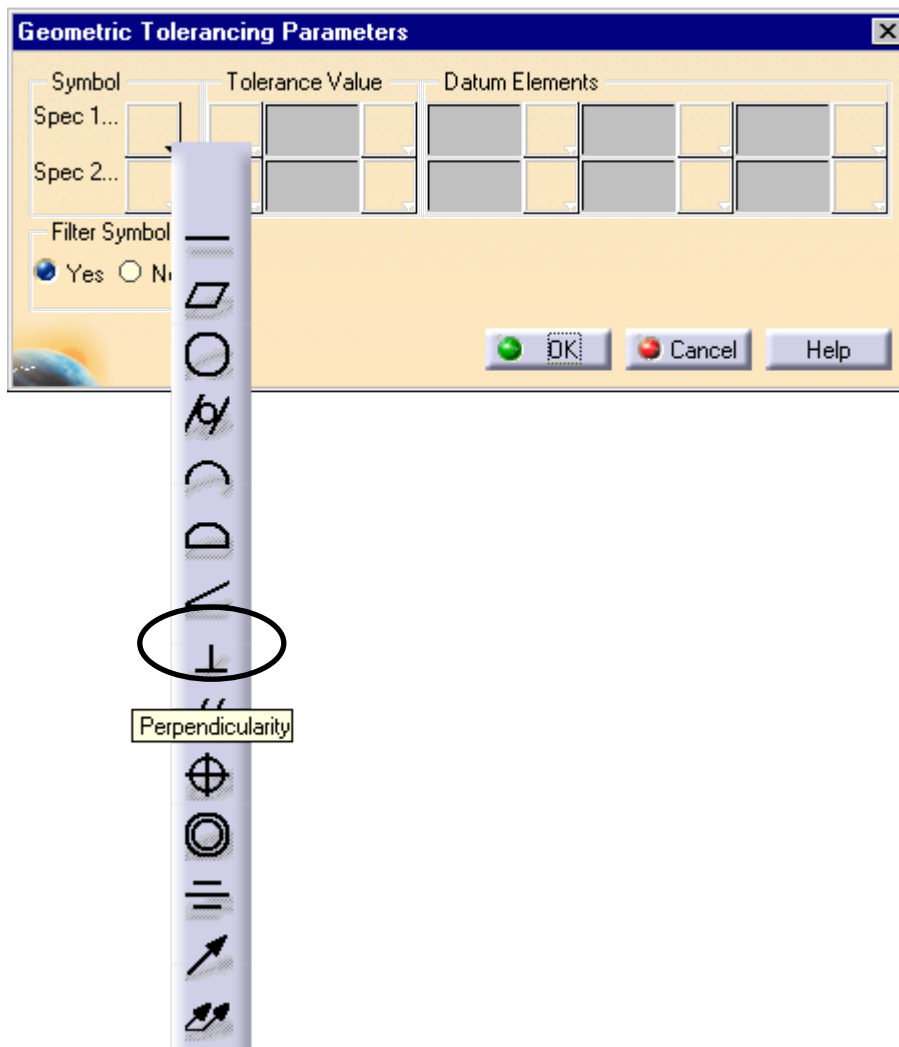 Geometric Tolerancing Parameters
Symbol Tolerance Value Datum Elements
Spec 1...
Spec 2...
Filter Symbol
Yes
OK Cancel Help
Perpendicularity